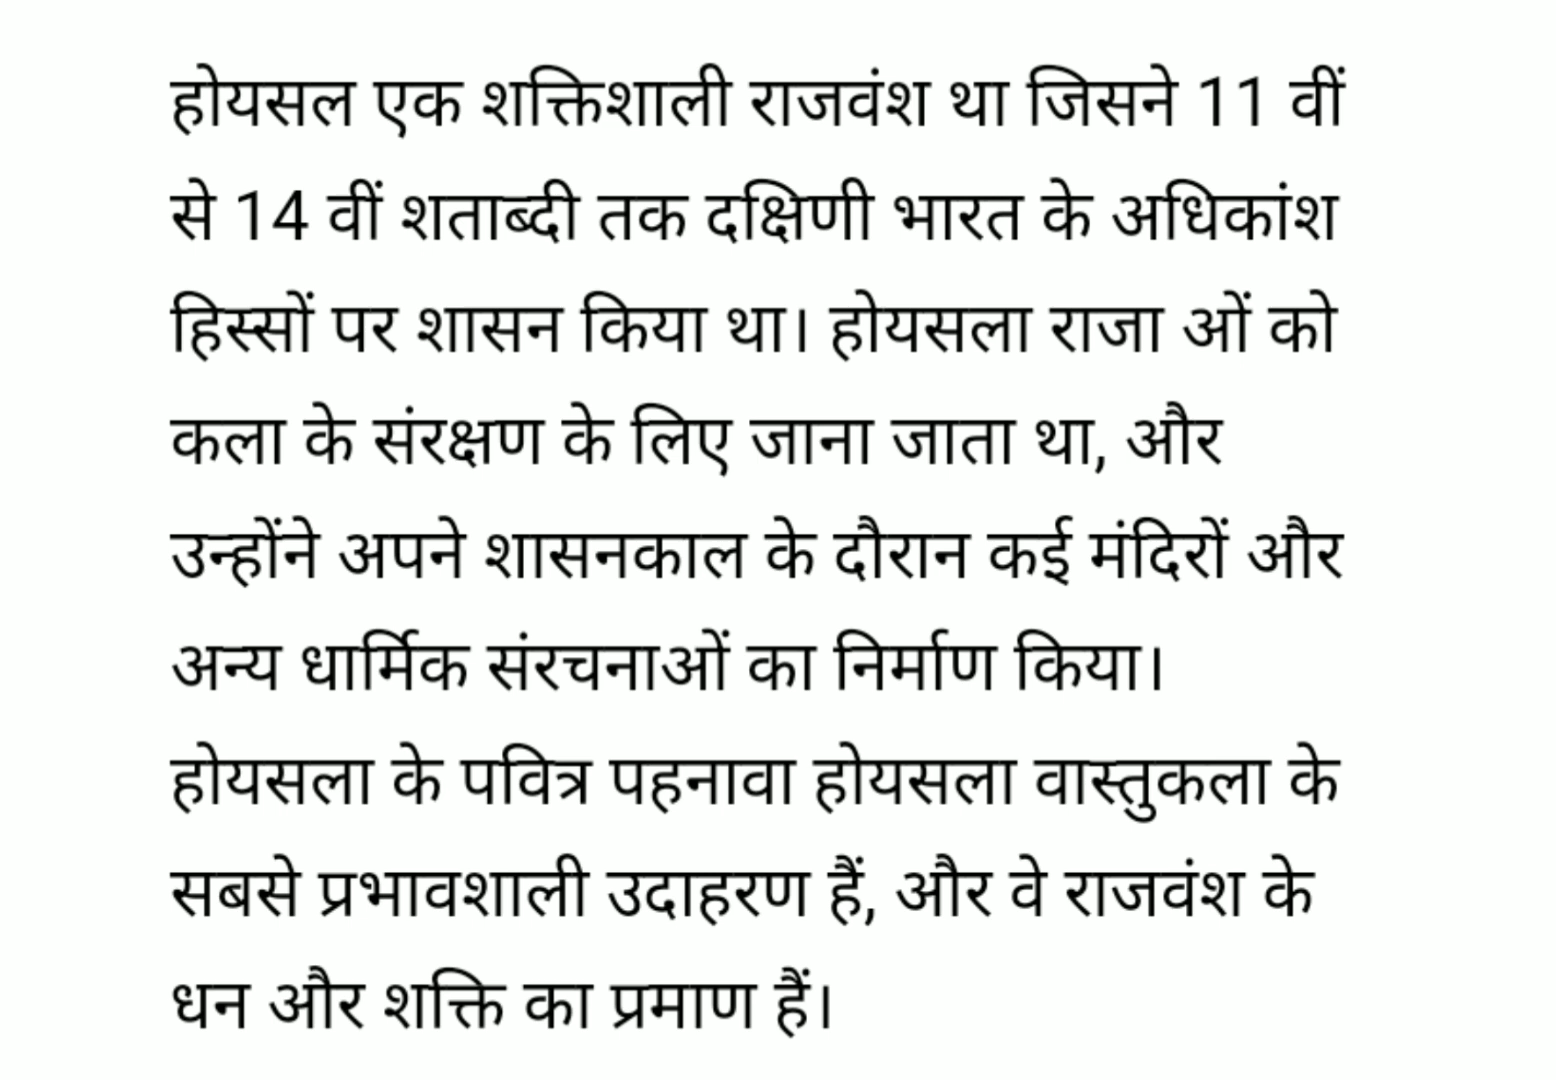 होयसल एक शक्तिशाली राजवंश था जिसने 11 वीं
से 14 वीं शताब्दी तक दक्षिणी भारत के अधिकांश
हिस्सों पर शासन किया था। होयसला राजा ओं को
कला के संरक्षण के लिए जाना जाता था, और
उन्होंने अपने शासनकाल के दौरान कई मंदिरों और
अन्य धार्मिक संरचनाओं का निर्माण किया।
होयसला के पवित्र पहनावा होयसला वास्तुकला के
सबसे प्रभावशाली उदाहरण हैं, और वे राजवंश के
धन और शक्ति का प्रमाण हैं।